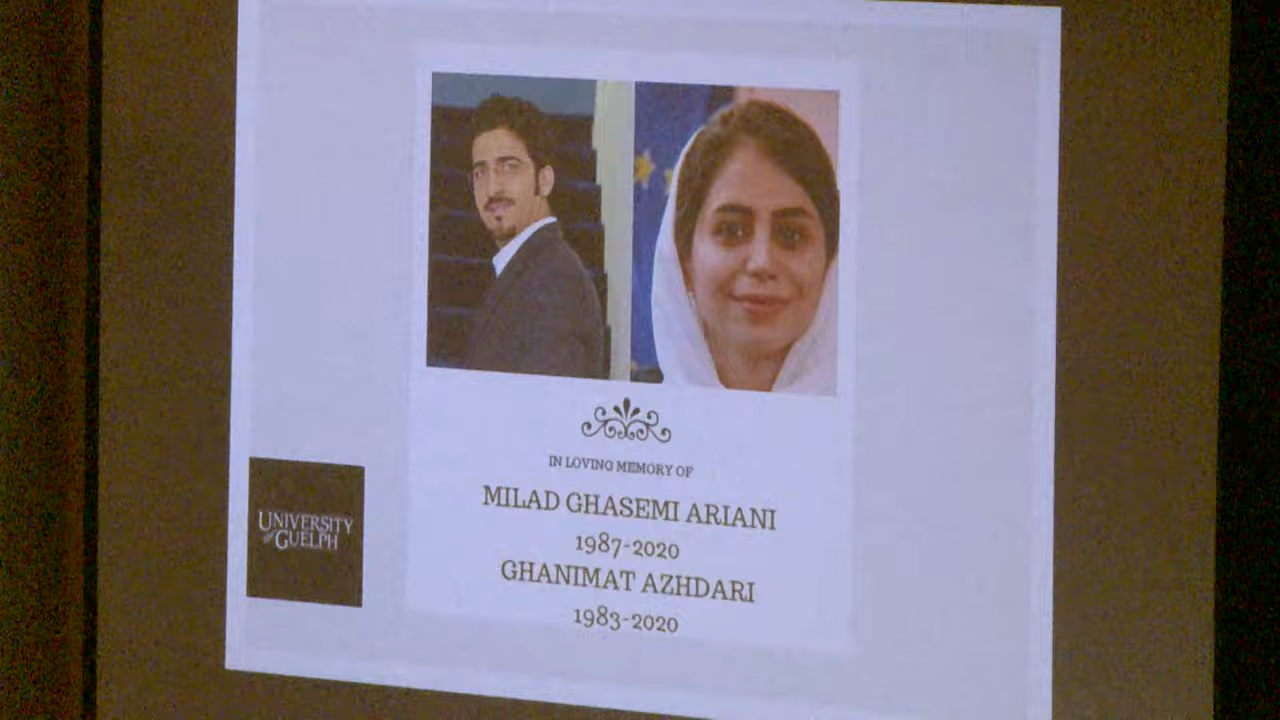 IN LOVING MEMORY OF
MILAD GHASEMI ARIANI
1987-2020
GHANIMAT AZHDARI
1983-2020
UNIVERSITY
of GUELPH